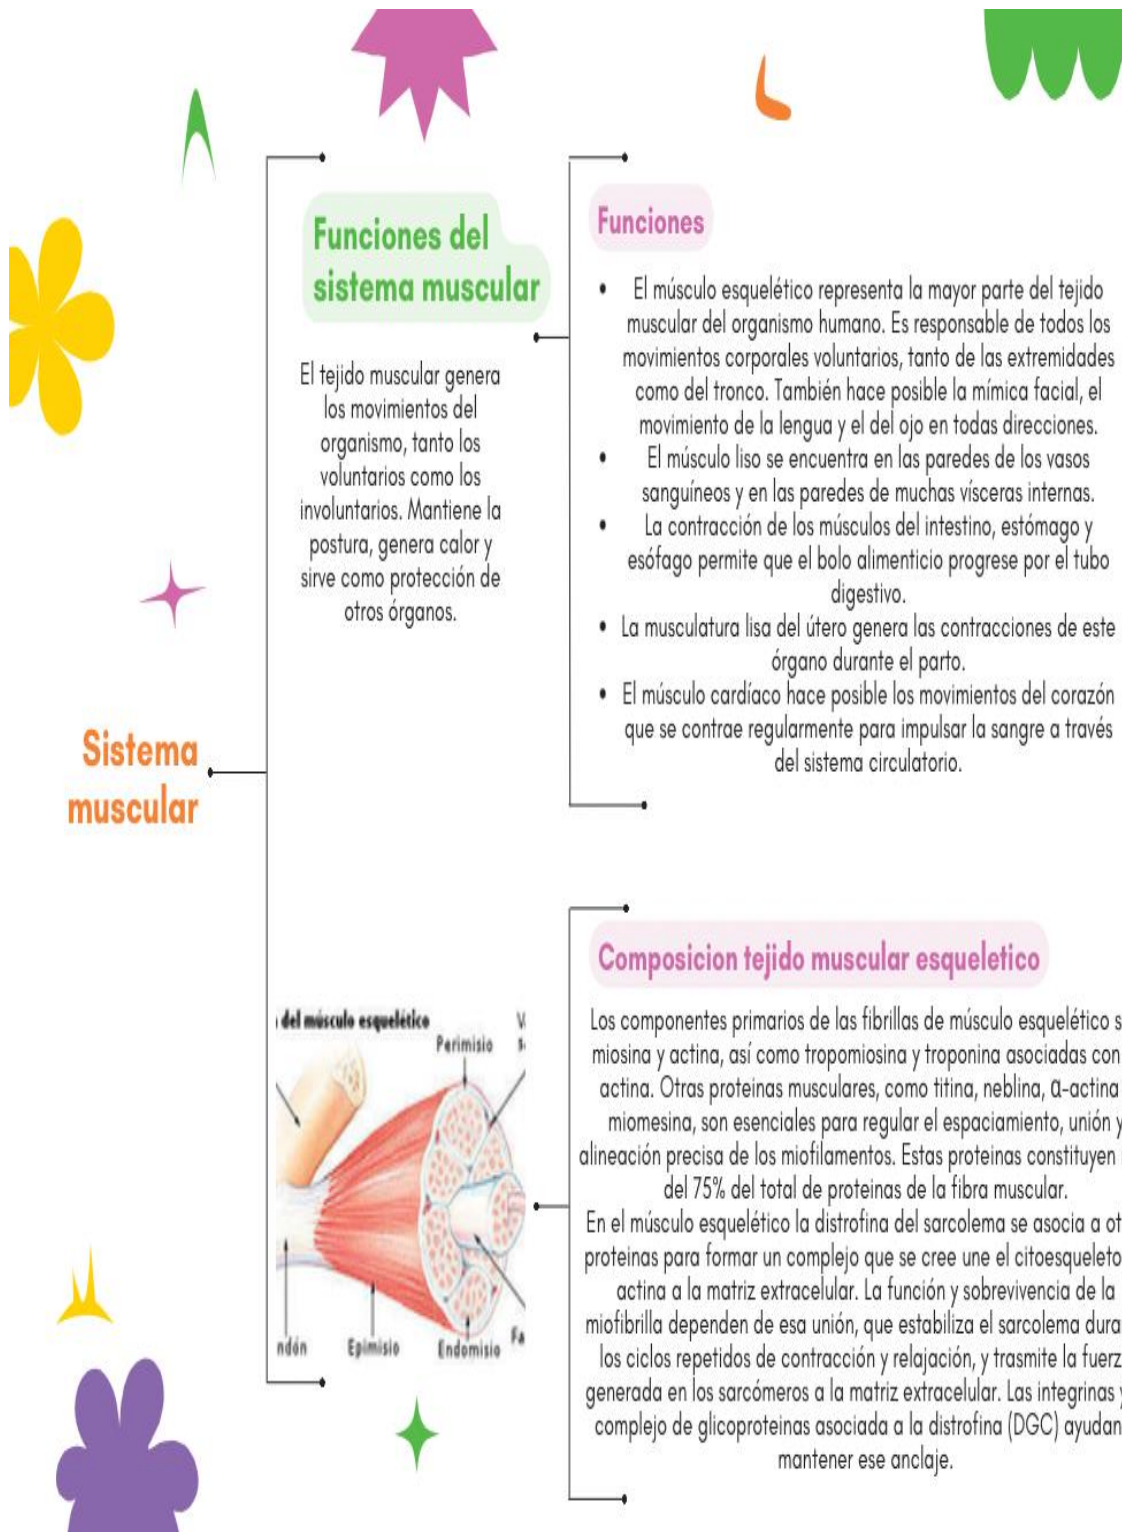 Sistema
muscular
Funciones del
sistema muscular
El tejido muscular genera
los movimientos del
organismo, tanto los
voluntarios como los
involuntarios. Mantiene la
postura, genera calor y
sirve como protección de
otros órganos.
Funciones
• El músculo esquelético representa la mayor parte del tejido
muscular del organismo humano. Es responsable de todos los
movimientos corporales voluntarios, tanto de las extremidades
como del tronco. También hace posible la mímica facial, el
movimiento de la lengua y el del ojo en todas direcciones.
• El músculo liso se encuentra en las paredes de los vasos
sanguíneos y en las paredes de muchas vísceras internas.
• La contracción de los músculos del intestino, estómago y
esófago permite que el bolo alimenticio progrese por el tubo
digestivo.
• La musculatura lisa del útero genera las contracciones de este
órgano durante el parto.
• El músculo cardíaco hace posible los movimientos del corazón
que se contrae regularmente para impulsar la sangre a través
del sistema circulatorio.
del músculo esquelético
Perimisio
ndón
Epimisio
Endomisio
Fa
Composicion tejido muscular esqueletico
Los componentes primarios de las fibrillas de músculo esquelético s
miosina y actina, así como tropomiosina y troponina asociadas con
actina. Otras proteinas musculares, como titina, neblina, α-actina
miomesina, son esenciales para regular el espaciamiento, unión y
alineación precisa de los miofilamentos. Estas proteinas constituyen
del 75% del total de proteinas de la fibra muscular.
En el músculo esquelético la distrofina del sarcolema se asocia a ot
proteinas para formar un complejo que se cree une el citoesqueleto
actina a la matriz extracelular. La función y sobrevivencia de la
miofibrilla dependen de esa unión, que estabiliza el sarcolema dura
los ciclos repetidos de contracción y relajación, y trasmite la fuerz
generada en los sarcómeros a la matriz extracelular. Las integrinas y
complejo de glicoproteinas asociada a la distrofina (DGC) ayudan
mantener ese anclaje.